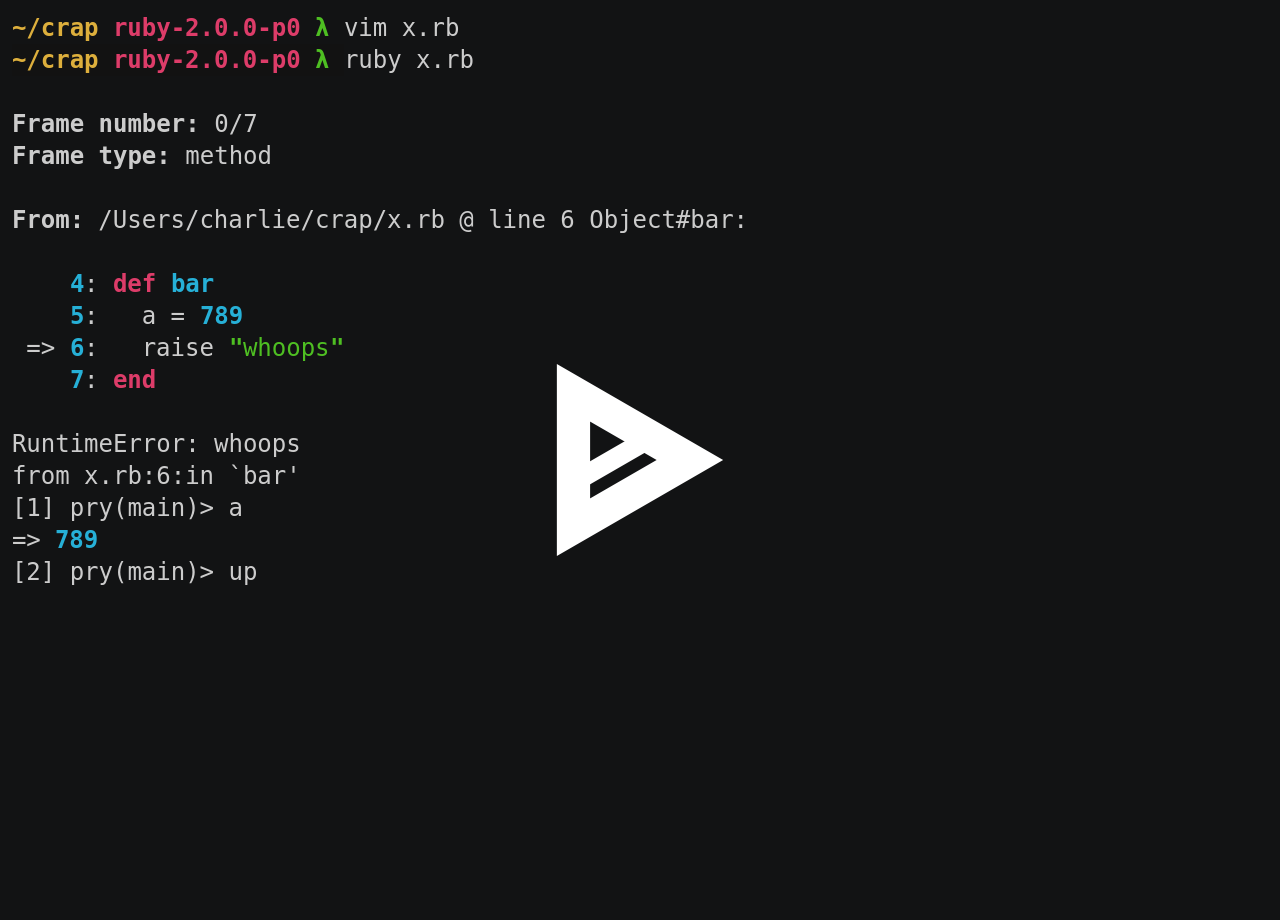 ~/crap ruby-2.0.0-p0 λ vim x.rb
~/crap ruby-2.0.0-p0 λ ruby x.rb
Frame number: 0/7
Frame type: method
From: /Users/charlie/crap/x.rb @ line 6 Object#bar:
4: def bar
5:   a = 789
=> 6:   raise "whoops"
7: end
RuntimeError: whoops
from x.rb:6:in `bar'
[1] pry(main)> a
=> 789
[2] pry(main)> up